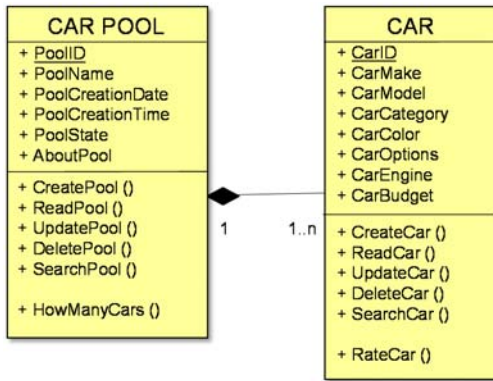 CAR POOL
+ PoolID
+ PoolName
+ PoolCreationDate
+ PoolCreationTime
+ PoolState
+ AboutPool
+ CreatePool ()
+ ReadPool ()
+ UpdatePool ()
+ DeletePool ()
+ SearchPool ()
+ HowManyCars ()
1
1..n
CAR
+ CarID
+ CarMake
+ CarModel
+ CarCategory
+ CarColor
+ CarOptions
+ CarEngine
+ CarBudget
+ CreateCar ()
+ ReadCar ()
+ UpdateCar ()
+ DeleteCar ()
+ SearchCar ()
+ RateCar ()